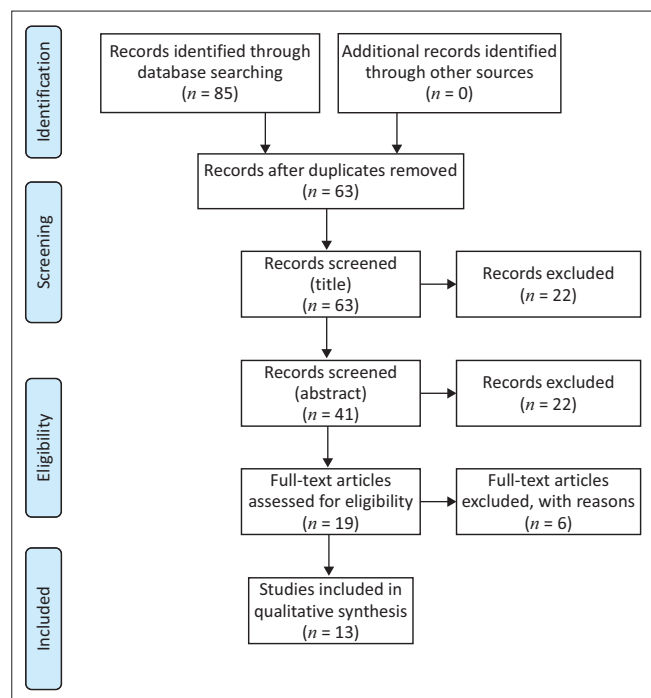 Identification
Records identified through
database searching
(n = 85)
Additional records identified
through other sources
(n = 0)
Records after duplicates removed
(n = 63)
Screening
Records screened
(title)
(n = 63)
Records excluded
(n = 22)
Records screened
(abstract)
(n = 41)
Records excluded
(n = 22)
Eligibility
Full-text articles
assessed for eligibility
(n = 19)
Full-text articles
excluded, with reasons
(n = 6)
Included
Studies included in
qualitative synthesis
(n = 13)